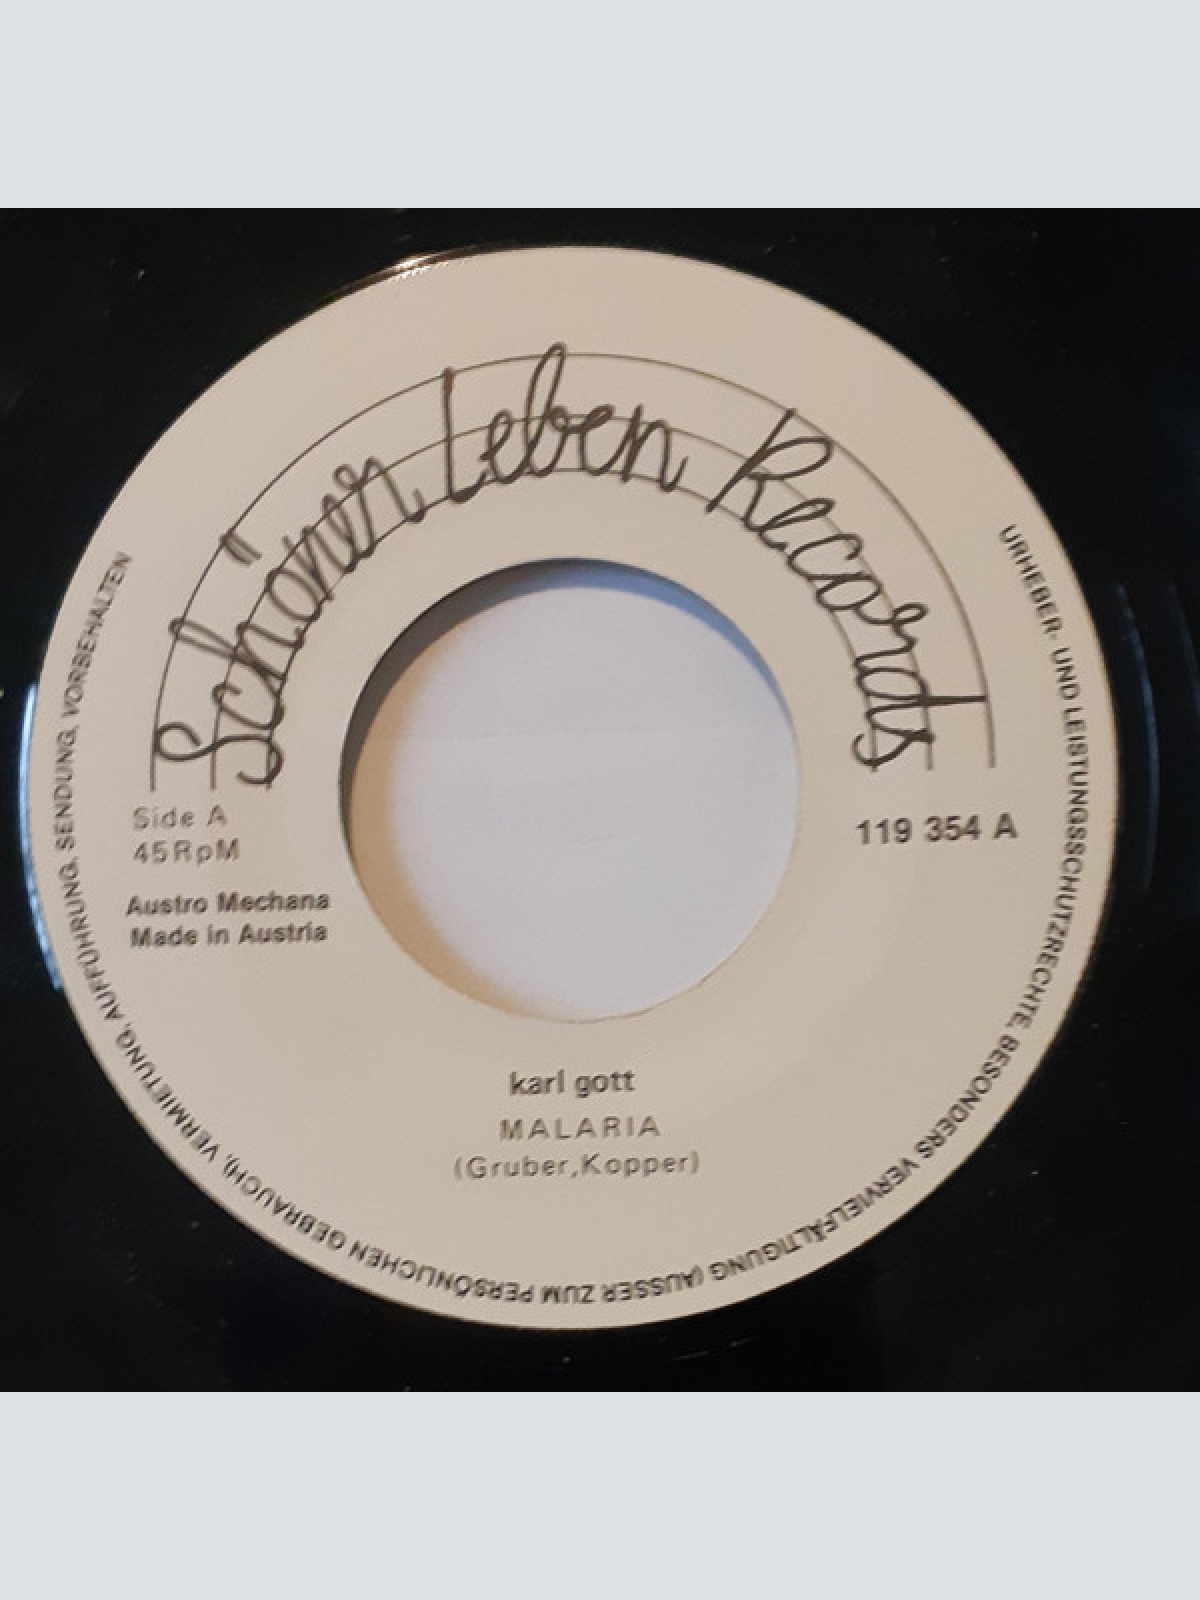 Schöner Leben Records
Side A
45RpM
119 354 A
Austro Mechana
Made in Austria
karl gott
MALARIA
(Gruber,Kopper)
URHEBER- UND LEISTUNGSSCHUTZRECHTE, BESONDERS VERVIELFÄLTIGUNG (AUSSER ZUM PERSÖNLICHEN GEBRAUCH), VERMIETUNG, AUFFÜHRUNG, SENDUNG, VORBEHALTEN